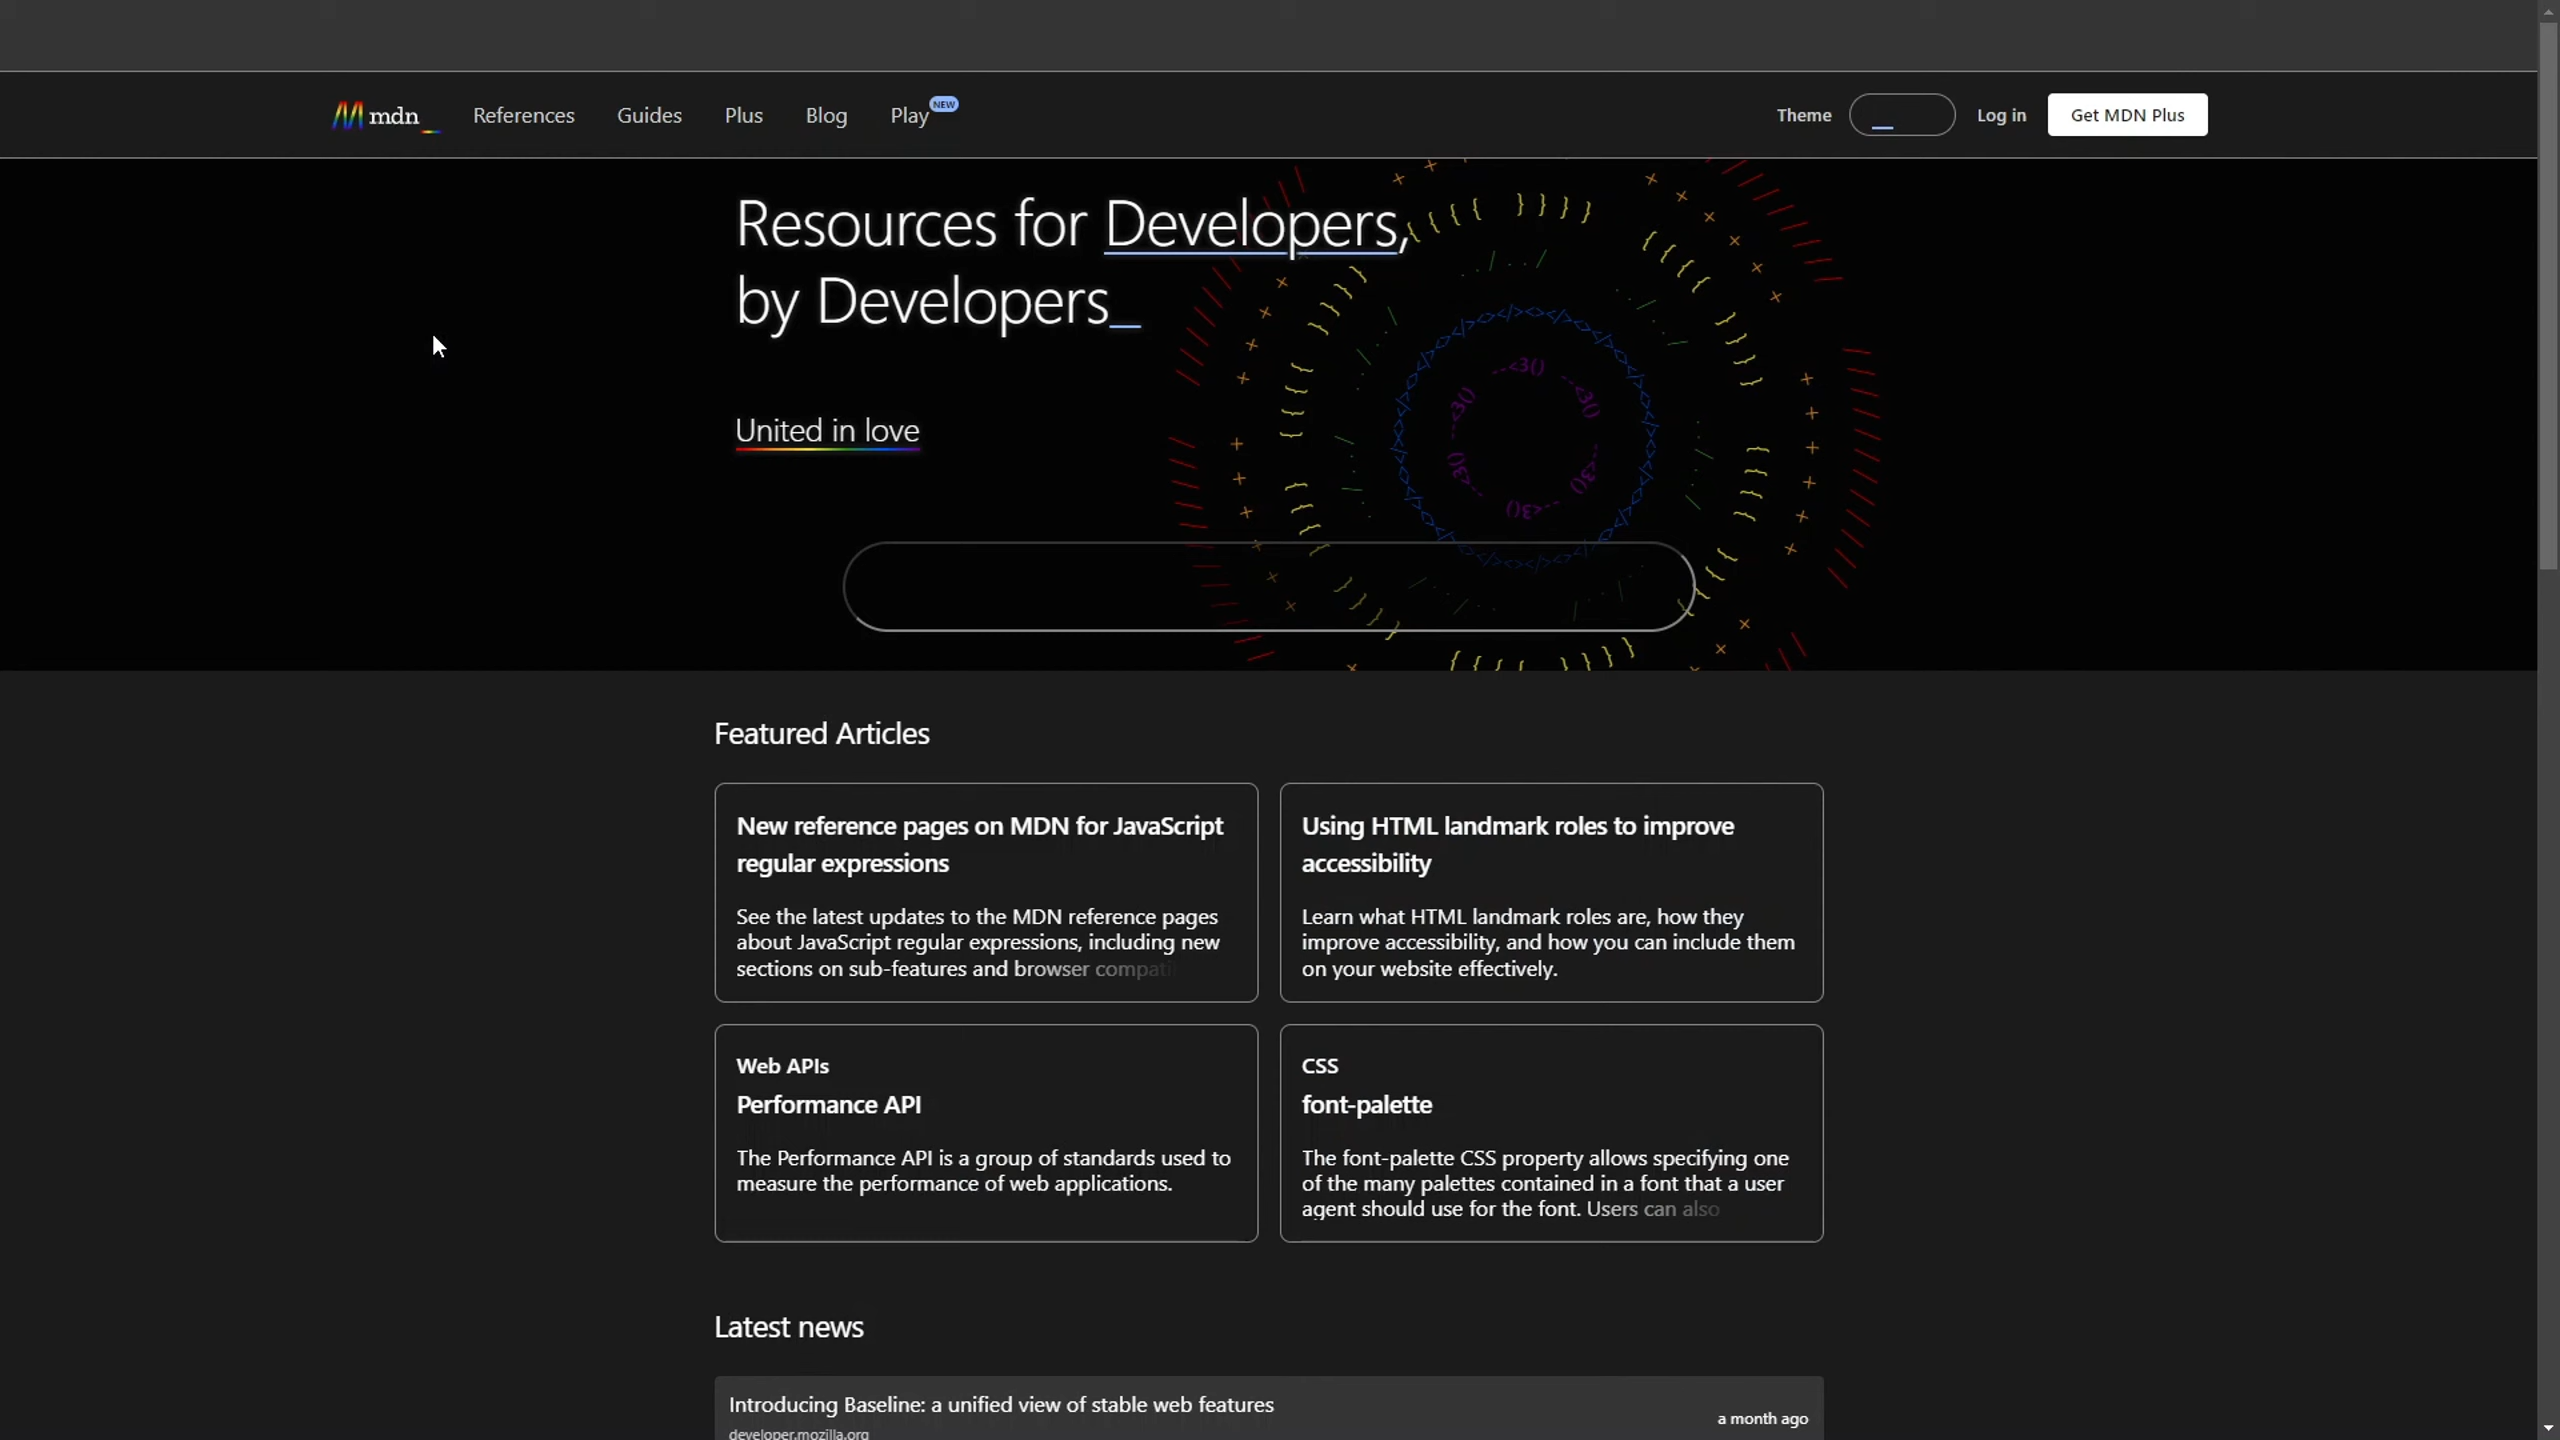 mdn_ References Guides Plus Blog Play NEW Theme Log in Get MDN Plus
Resources for Developers,
by Developers_
United in love
Featured Articles
New reference pages on MDN for JavaScript
regular expressions
See the latest updates to the MDN reference pages
about JavaScript regular expressions, including new
sections on sub-features and browser compati
Using HTML landmark roles to improve
accessibility
Learn what HTML landmark roles are, how they
improve accessibility, and how you can include them
on your website effectively.
Web APIs
Performance API
The Performance API is a group of standards used to
measure the performance of web applications.
CSS
font-palette
The font-palette CSS property allows specifying one
of the many palettes contained in a font that a user
agent should use for the font. Users can also
Latest news
Introducing Baseline: a unified view of stable web features
developer.mozilla.org
a month ago